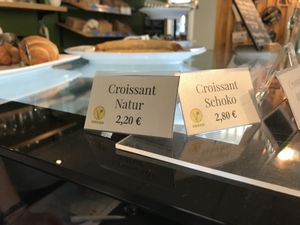 Croissant
Natur
2,20 €
Croissant
Schoko
2,80 €